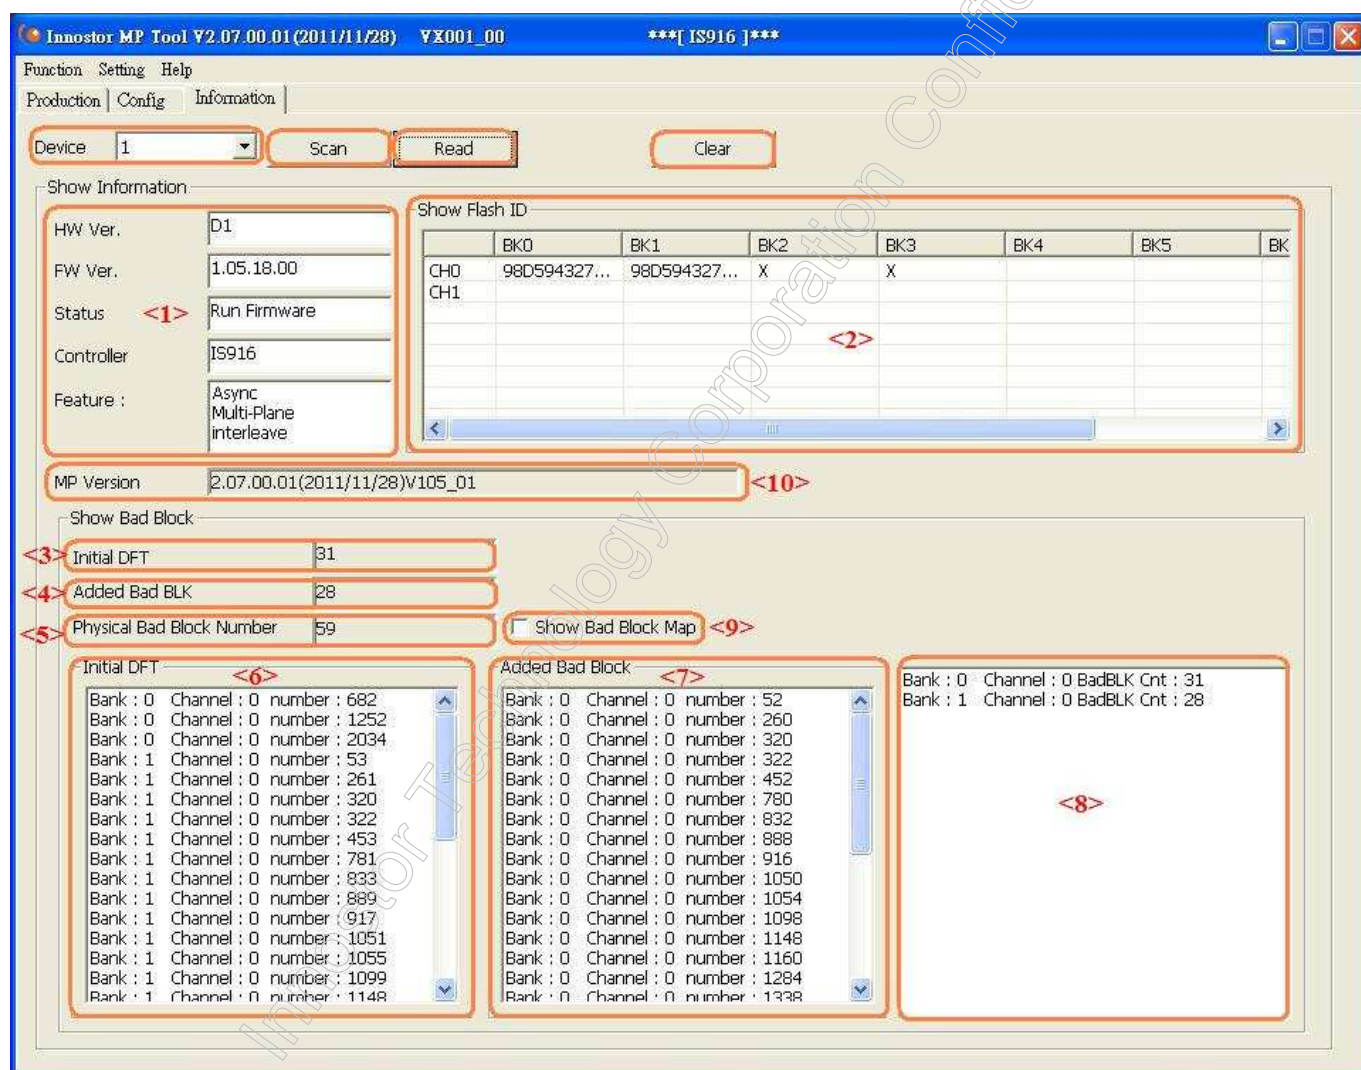 Innostor MP Tool V2.07.00.01(2011/11/28) VX001_00 ***[ IS916 ]***
Function Setting Help
Production Config Information
Device 1 Scan Read Clear
Show Information
HW Ver. D1
FW Ver. 1.05.18.00
Status <1> Run Firmware
Controller IS916
Feature : Async
Multi-Plane
interleave
Show Flash ID
BK0 BK1 BK2 BK3 BK4 BK5 BK
CH0 98D594327... 98D594327... X X
CH1
<2>
MP Version 2.07.00.01(2011/11/28)V105_01 <10>
Show Bad Block
<3> Initial DFT 31
<4> Added Bad BLK 28
<5> Physical Bad Block Number 59 Show Bad Block Map <9>
Initial DFT <6>
Bank : 0 Channel : 0 number : 682
Bank : 0 Channel : 0 number : 1252
Bank : 0 Channel : 0 number : 2034
Bank : 1 Channel : 0 number : 53
Bank : 1 Channel : 0 number : 261
Bank : 1 Channel : 0 number : 320
Bank : 1 Channel : 0 number : 322
Bank : 1 Channel : 0 number : 453
Bank : 1 Channel : 0 number : 781
Bank : 1 Channel : 0 number : 833
Bank : 1 Channel : 0 number : 889
Bank : 1 Channel : 0 number : 917
Bank : 1 Channel : 0 number : 1051
Bank : 1 Channel : 0 number : 1055
Bank : 1 Channel : 0 number : 1099
Bank : 1 Channel : 0 number : 1148
Added Bad Block <7>
Bank : 0 Channel : 0 number : 52
Bank : 0 Channel : 0 number : 260
Bank : 0 Channel : 0 number : 320
Bank : 0 Channel : 0 number : 322
Bank : 0 Channel : 0 number : 452
Bank : 0 Channel : 0 number : 780
Bank : 0 Channel : 0 number : 832
Bank : 0 Channel : 0 number : 888
Bank : 0 Channel : 0 number : 916
Bank : 0 Channel : 0 number : 1050
Bank : 0 Channel : 0 number : 1054
Bank : 0 Channel : 0 number : 1098
Bank : 0 Channel : 0 number : 1148
Bank : 0 Channel : 0 number : 1160
Bank : 0 Channel : 0 number : 1284
Bank : 0 Channel : 0 number : 1338
Bank : 0 Channel : 0 BadBLK Cnt : 31
Bank : 1 Channel : 0 BadBLK Cnt : 28
<8>
Innostor Technology Corporation Confi